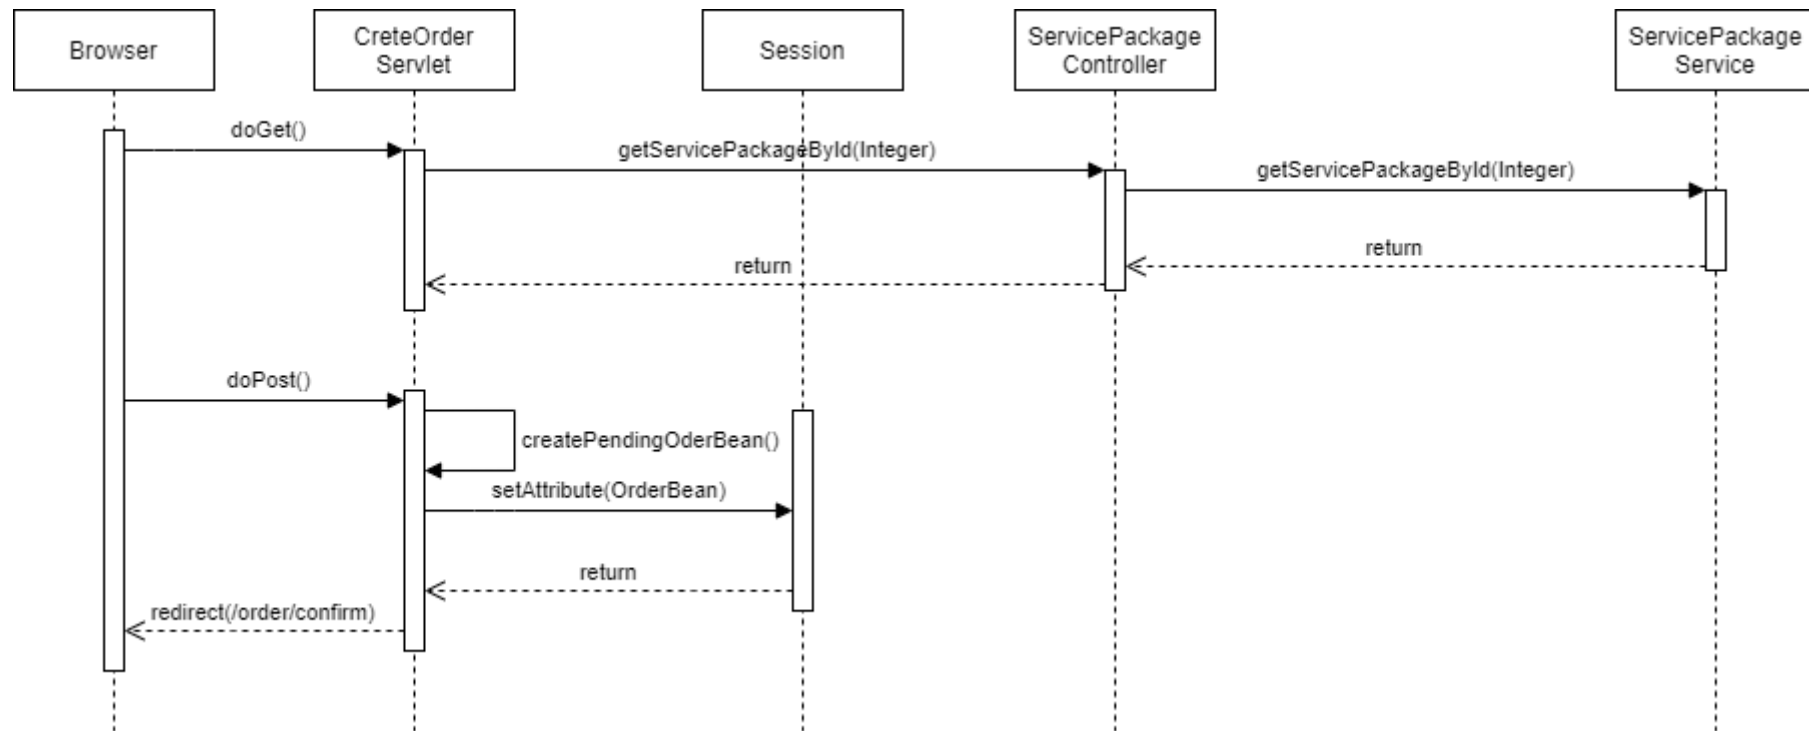 Browser
CreteOrder
Servlet
Session
ServicePackage
Controller
ServicePackage
Service
doGet()
getServicePackageById(Integer)
getServicePackageById(Integer)
return
return
doPost()
createPendingOderBean()
setAttribute(OrderBean)
return
redirect(/order/confirm)